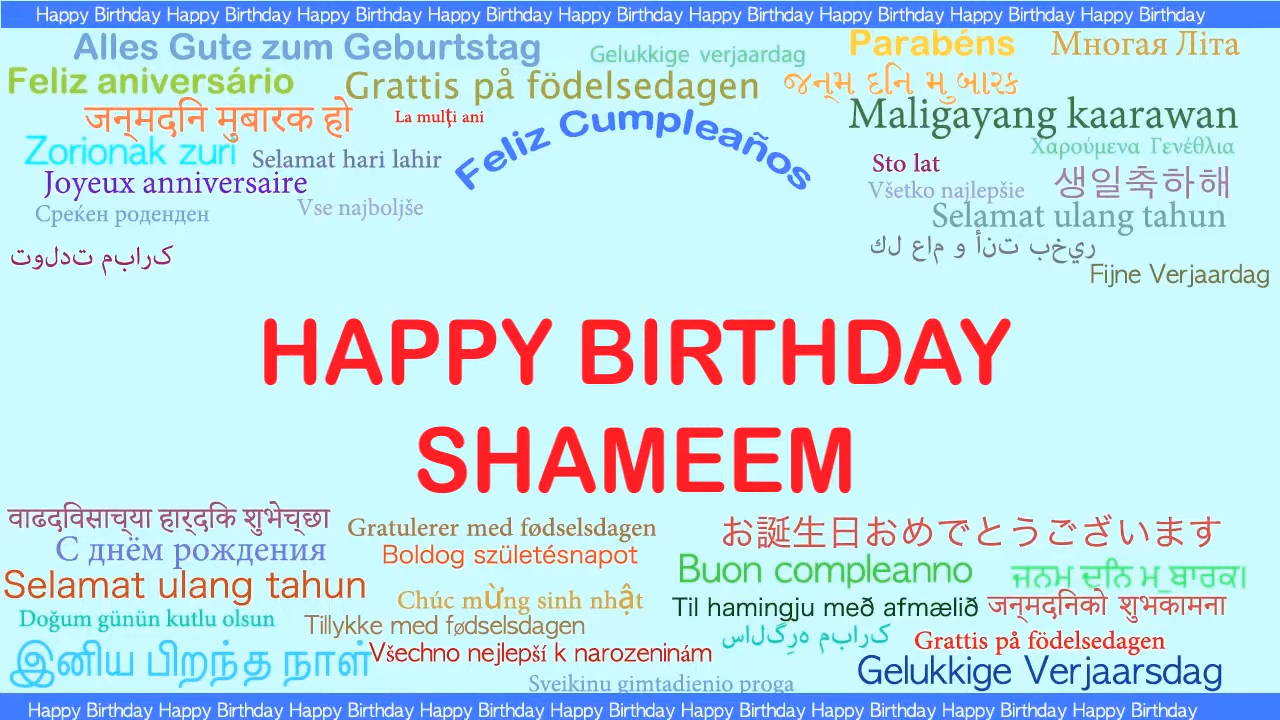 Happy Birthday Happy Birthday Happy Birthday Happy Birthday Happy Birthday Happy Birthday Happy Birthday Happy Birthday Happy Birthday
Alles Gute zum Geburtstag
Gelukkige verjaardag
Parabéns
Многая Літа
Feliz aniversário
Grattis på födelsedagen
જન્મ દિન મુબારક
जन्मदिन मुबारक हो
La mulţi ani
Feliz Cumpleaños
Maligayang kaarawan
Zorionak zuri
Selamat hari lahir
Sto lat
Χαρούμενα Γενέθλια
Joyeux anniversaire
Všetko najlepšie
생일축하해
Среќен роденден
Vse najboljše
Selamat ulang tahun
تولدت مبارک
كل عام و أنت بخير
Fijne Verjaardag
HAPPY BIRTHDAY
SHAMEEM
वाढदिवसाच्या हार्दिक शुभेच्छा
Gratulerer med fødselsdagen
お誕生日おめでとうございます
С днём рождения
Boldog születésnapot
Buon compleanno
ਜਨਮ ਦਿਨ ਮੁਬਾਰਕ।
Selamat ulang tahun
Chúc mừng sinh nhật
Til hamingju með afmælið
जन्मदिनको शुभकामना
Doğum günün kutlu olsun
Tillykke med fødselsdagen
سالگرہ مبارک
Grattis på födelsedagen
இனிய பிறந்த நாள்
Všechno nejlepší k narozeninám
Gelukkige Verjaarsdag
Sveikinu gimtadienio proga
Happy Birthday Happy Birthday Happy Birthday Happy Birthday Happy Birthday Happy Birthday Happy Birthday Happy Birthday Happy Birthday